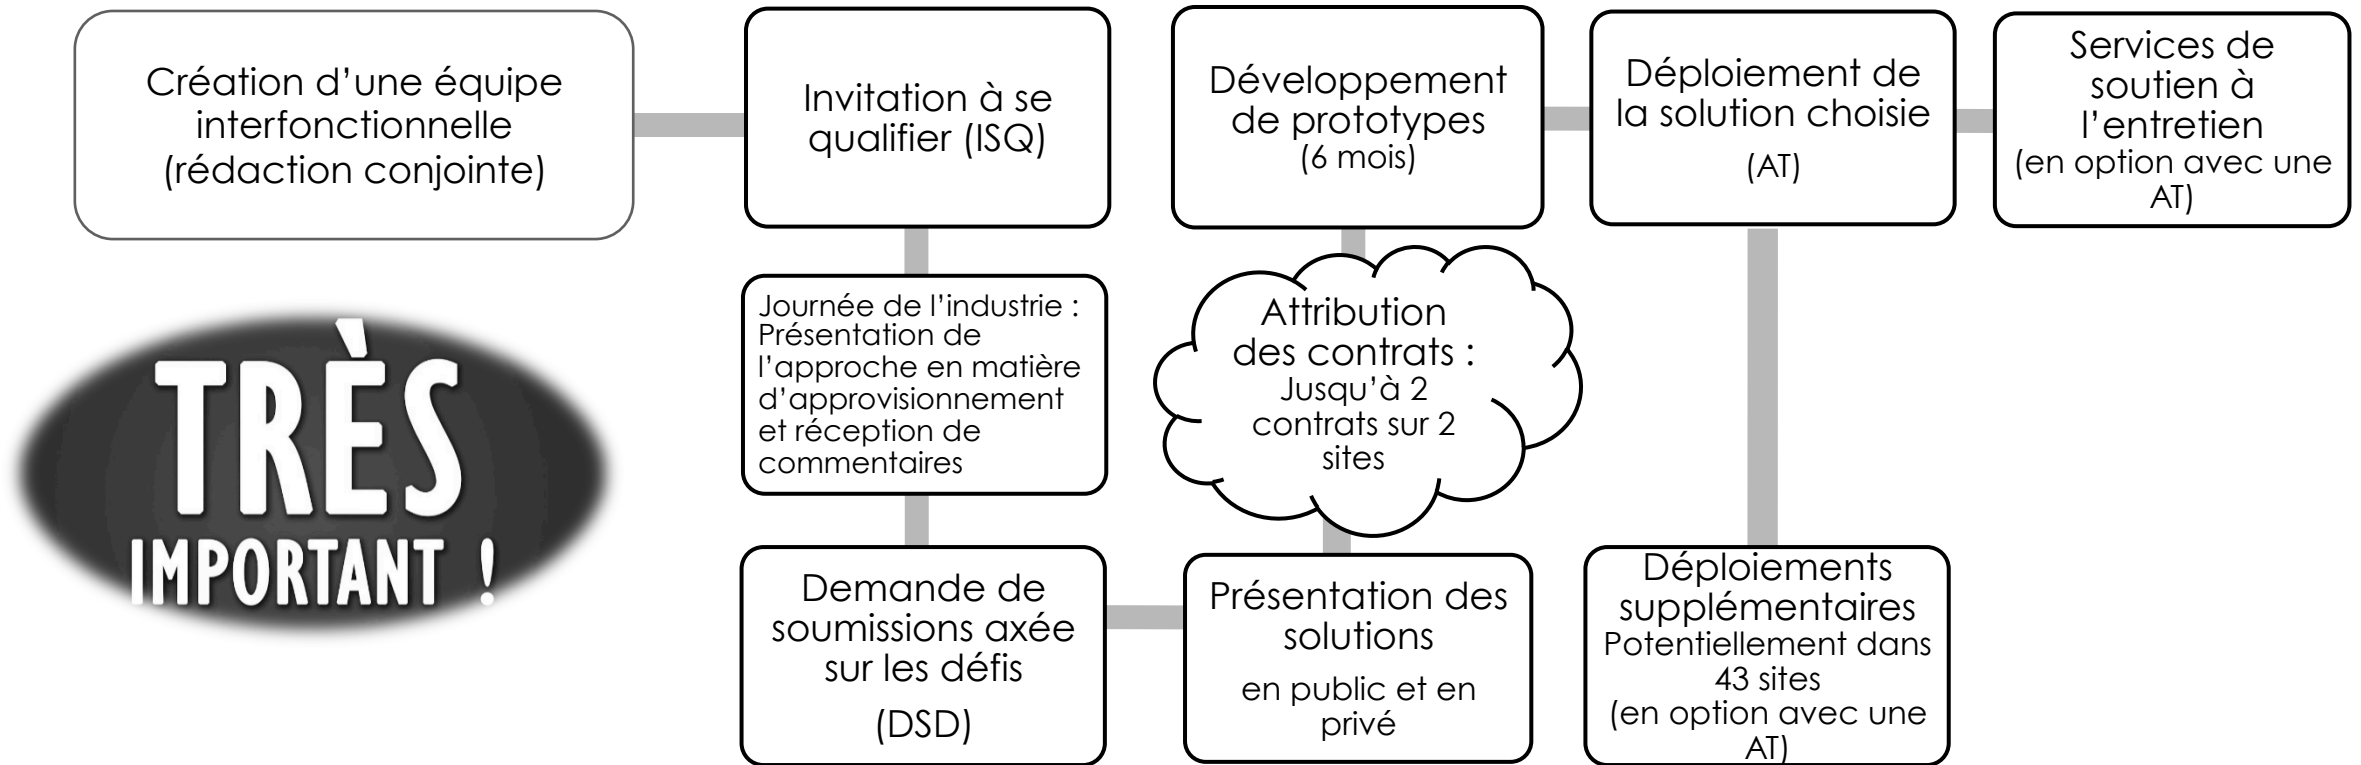 Création d’une équipe
interfonctionnelle
(rédaction conjointe)
TRÈS
IMPORTANT !
Invitation à se
qualifier (ISQ)
Journée de l’industrie :
Présentation de
l’approche en matière
d’approvisionnement
et réception de
commentaires
Demande de
soumissions axée
sur les défis
(DSD)
Présentation des
solutions
en public et en
privé
Attribution
des contrats :
Jusqu’à 2
contrats sur 2
sites
Développement
de prototypes
(6 mois)
Déploiement de
la solution choisie
(AT)
Déploiements
supplémentaires
Potentiellement dans
43 sites
(en option avec une
AT)
Services de
soutien à
l’entretien
(en option avec une
AT)